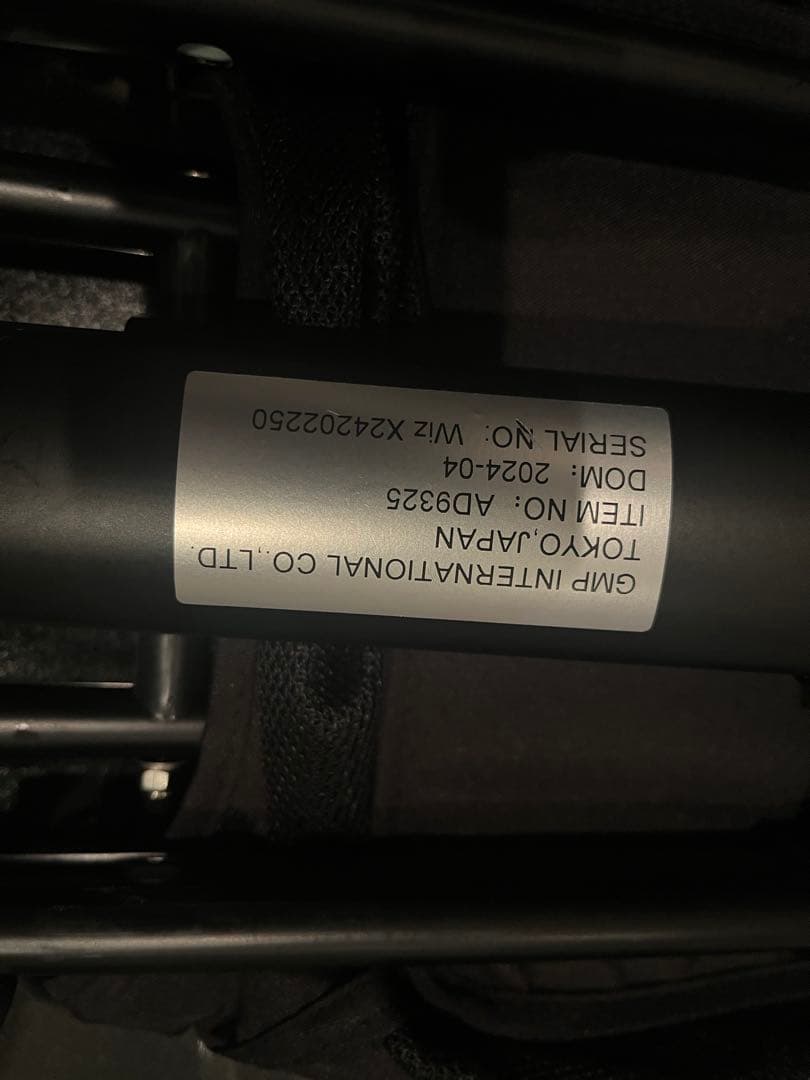 GMP INTERNATIONAL CO.,LTD.
TOKYO,JAPAN
ITEM NO: AD9325
DOM: 2024-04
SERIAL NO: Wiz X24202250